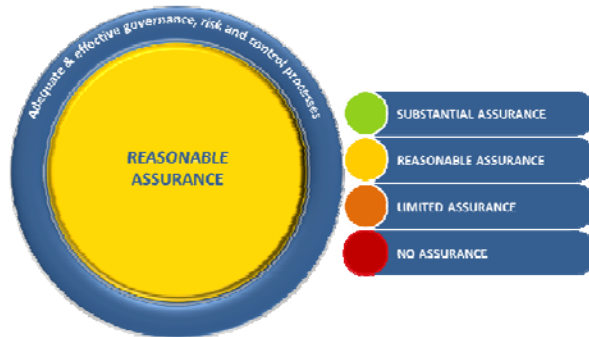 Adequate & effective governance, risk and control processes
REASONABLE
ASSURANCE
SUBSTANTIAL ASSURANCE
REASONABLE ASSURANCE
LIMITED ASSURANCE
NO ASSURANCE